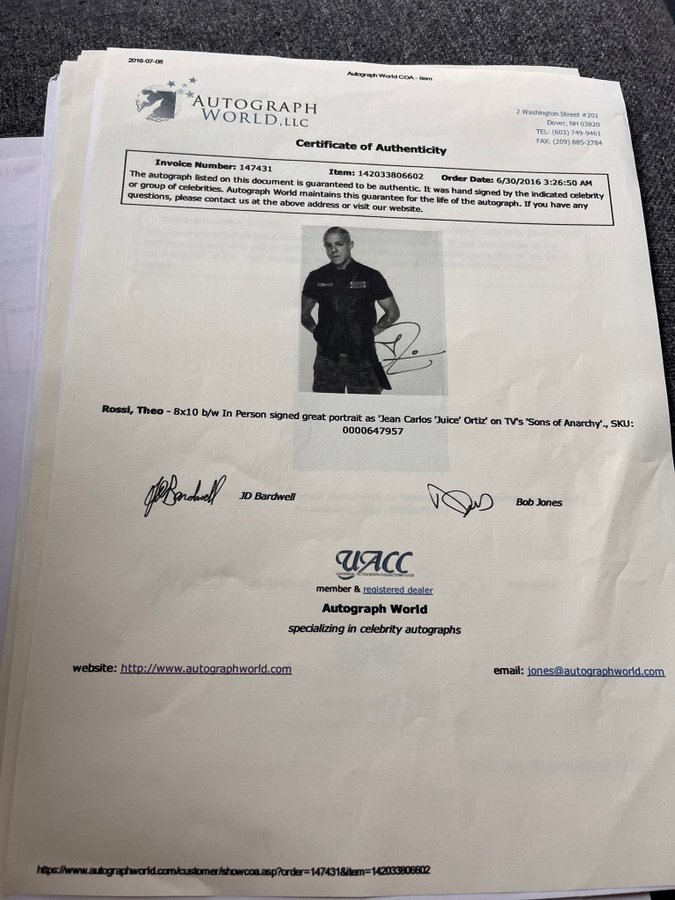 2016-07-08
Autograph World COA - item
AUTOGRAPH
WORLD, LLC
2 Washington Street #201
Dover, NH 03820
TEL: (603) 749-9461
FAX: (209) 885-2784
Certificate of Authenticity
Invoice Number: 147431 Item: 142033806602 Order Date: 6/30/2016 3:26:50 AM
The autograph listed on this document is guaranteed to be authentic. It was hand signed by the indicated celebrity
or group of celebrities. Autograph World maintains this guarantee for the life of the autograph. If you have any
questions, please contact us at the above address or visit our website.
Rossi, Theo - 8x10 b/w In Person signed great portrait as 'Jean Carlos 'Juice' Ortiz' on TV's 'Sons of Anarchy'., SKU:
0000647957
JD Bardwell JD Bardwell
Bob Jones
UACC
member & registered dealer
Autograph World
specializing in celebrity autographs
website: http://www.autographworld.com
email: jones@autographworld.com
https://www.autographworld.com/customer/showcoa.asp?order=147431&item=142033806602